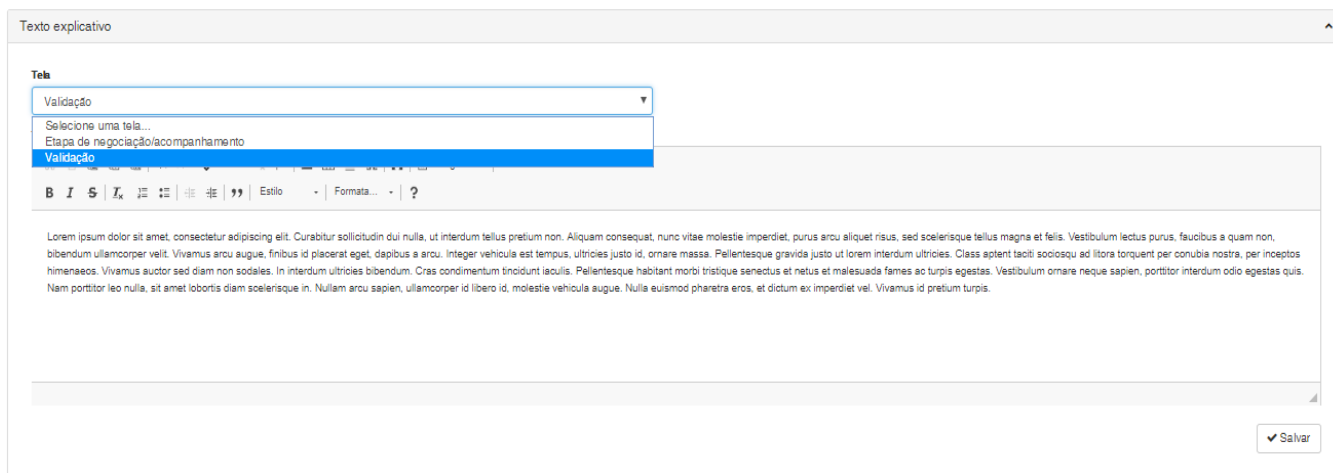 Texto explicativo
Tela
Validação
Selecione uma tela...
Etapa de negociação/acompanhamento
Validação
B I S Ix Estilo Formata... ?
Lorem ipsum dolor sit amet, consectetur adipiscing elit. Curabitur sollicitudin dui nulla, ut interdum tellus pretium non. Aliquam consequat, nunc vitae molestie imperdiet, purus arcu aliquet risus, sed scelerisque tellus magna et felis. Vestibulum lectus purus, faucibus a quam non,
bibendum ullamcorper velit. Vivamus arcu augue, finibus id placerat eget, dapibus a arcu. Integer vehicula est tempus, ultricies justo id, ornare massa. Pellentesque gravida justo ut lorem interdum ultricies. Class aptent taciti sociosqu ad litora torquent per conubia nostra, per inceptos
himenaeos. Vivamus auctor sed diam non sodales. In interdum ultricies bibendum. Cras condimentum tincidunt iaculis. Pellentesque habitant morbi tristique senectus et netus et malesuada fames ac turpis egestas. Vestibulum ornare neque sapien, porttitor interdum odio egestas quis.
Nam porttitor leo nulla, sit amet lobortis diam scelerisque in. Nullam arcu sapien, ullamcorper id libero id, molestie vehicula augue. Nulla euismod pharetra eros, et dictum ex imperdiet vel. Vivamus id pretium turpis.
Salvar